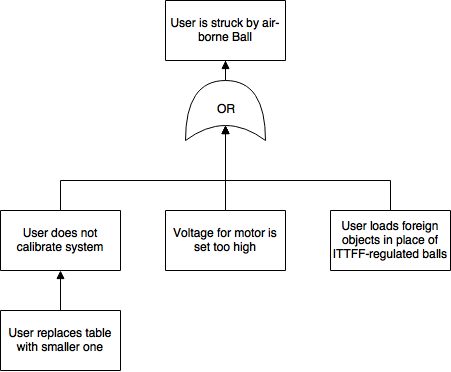 User is struck by air-
borne Ball
OR
User does not
calibrate system
Voltage for motor is
set too high
User loads foreign
objects in place of
ITTFF-regulated balls
User replaces table
with smaller one